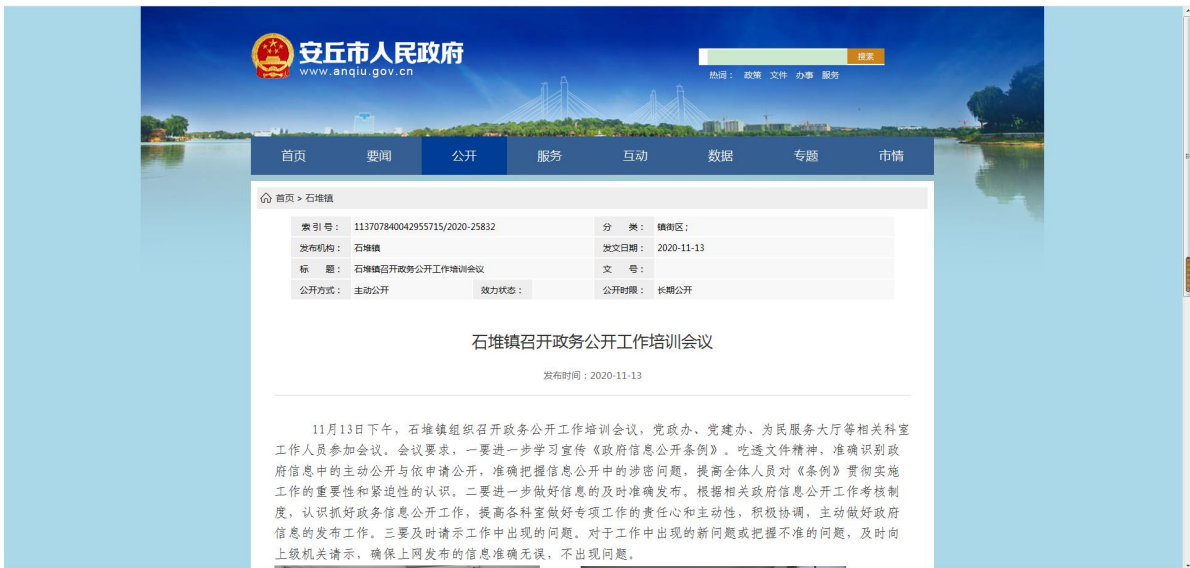 安丘市人民政府
www.anqiu.gov.cn
搜索
热词： 政策 文件 办事 服务
首页 要闻 公开 服务 互动 数据 专题 市情
首页 > 石堆镇
索引号： 113707840042955715/2020-25832 分 类： 镇街区；
发布机构： 石堆镇 发文日期： 2020-11-13
标 题： 石堆镇召开政务公开工作培训会议 文 号：
公开方式： 主动公开 效力状态： 公开时限： 长期公开
石堆镇召开政务公开工作培训会议
发布时间：2020-11-13
11月13日下午，石堆镇组织召开政务公开工作培训会议，党政办、党建办、为民服务大厅等相关科室
工作人员参加会议。会议要求，一要进一步学习宣传《政府信息公开条例》。吃透文件精神，准确识别政
府信息中的主动公开与依申请公开，准确把握信息公开中的涉密问题，提高全体人员对《条例》贯彻实施
工作的重要性和紧迫性的认识。二要进一步做好信息的及时准确发布。根据相关政府信息公开工作考核制
度，认识抓好政务信息公开工作，提高各科室做好专项工作的责任心和主动性，积极协调，主动做好政府
信息的发布工作。三要及时请示工作中出现的问题。对于工作中出现的新问题或把握不准的问题，及时向
上级机关请示，确保上网发布的信息准确无误，不出现问题。